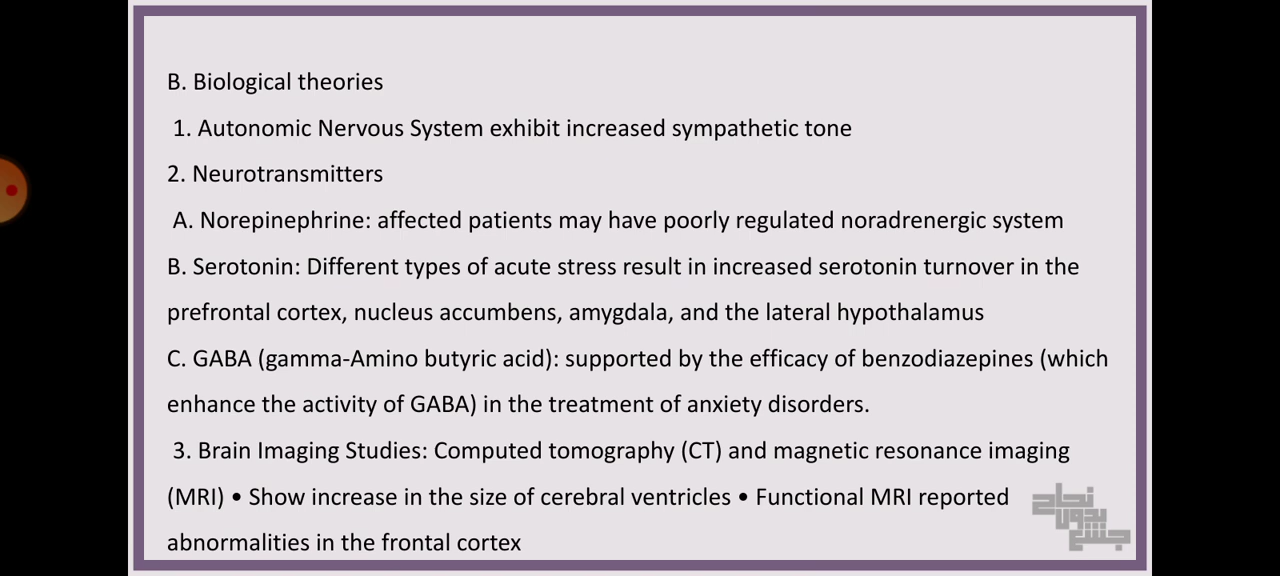 B. Biological theories
1. Autonomic Nervous System exhibit increased sympathetic tone
2. Neurotransmitters
A. Norepinephrine: affected patients may have poorly regulated noradrenergic system
B. Serotonin: Different types of acute stress result in increased serotonin turnover in the
prefrontal cortex, nucleus accumbens, amygdala, and the lateral hypothalamus
C. GABA (gamma-Amino butyric acid): supported by the efficacy of benzodiazepines (which
enhance the activity of GABA) in the treatment of anxiety disorders.
3. Brain Imaging Studies: Computed tomography (CT) and magnetic resonance imaging
(MRI) • Show increase in the size of cerebral ventricles • Functional MRI reported
abnormalities in the frontal cortex
نجاح
بدون
جشع